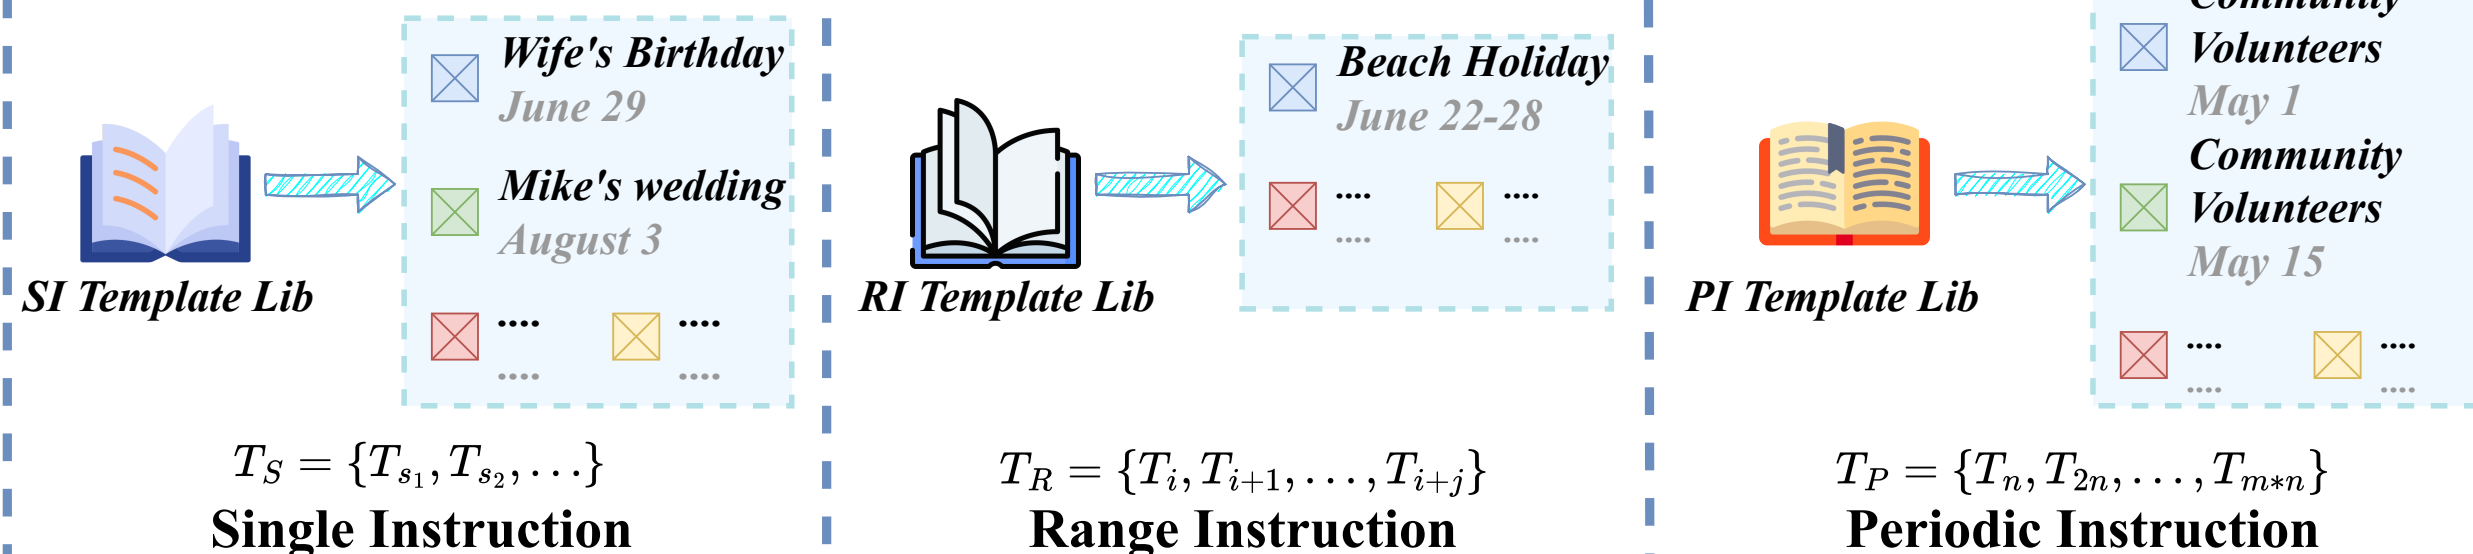 Wife's Birthday
June 29
Mike's wedding
August 3
....
....
....
....
SI Template Lib
T_S = {T_{s_1}, T_{s_2}, ...}
Single Instruction
Beach Holiday
June 22-28
....
....
....
....
RI Template Lib
T_R = {T_i, T_{i+1}, ..., T_{i+j}}
Range Instruction
Community
Volunteers
May 1
Community
Volunteers
May 15
....
....
....
....
PI Template Lib
T_P = {T_n, T_{2n}, ..., T_{m*n}}
Periodic Instruction